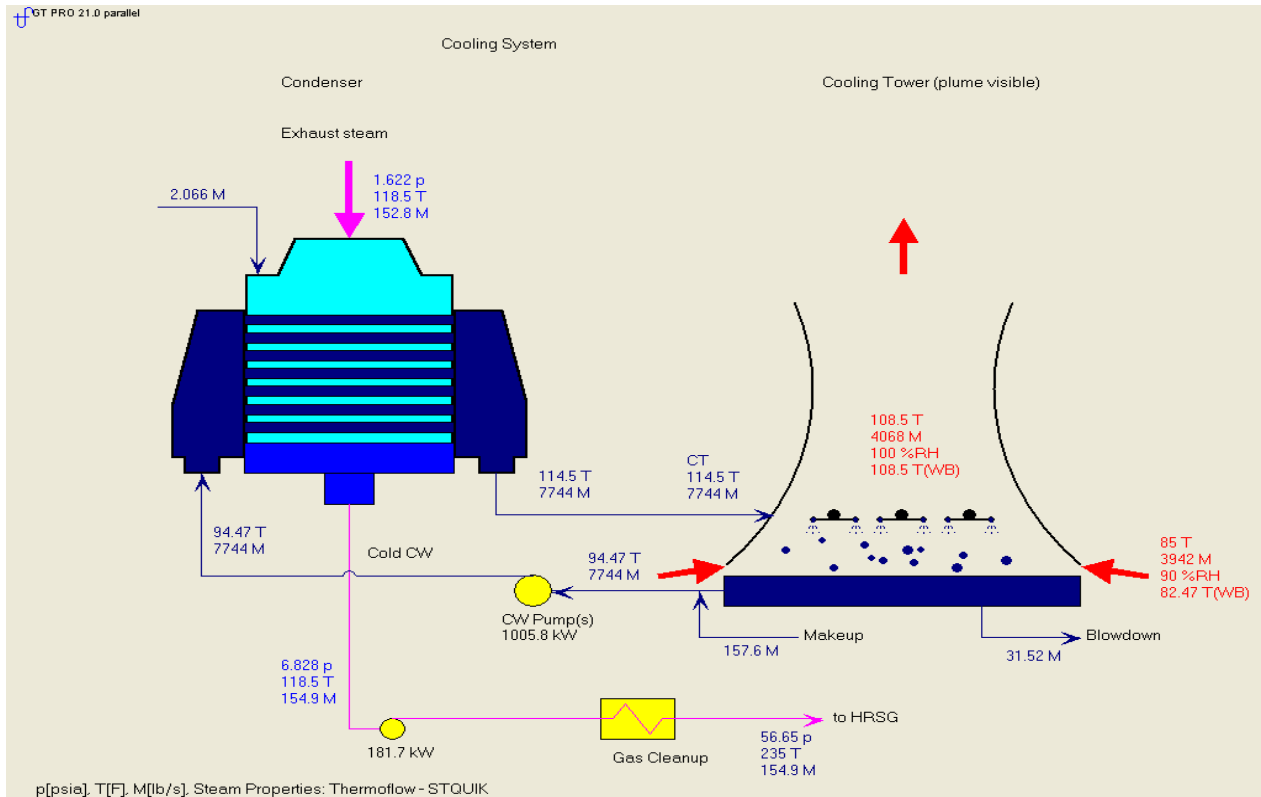 GT PRO 21.0 parallel
Cooling System
Condenser
Cooling Tower (plume visible)
Exhaust steam
1.622 p
118.5 T
152.8 M
2.066 M
108.5 T
4068 M
100 %RH
108.5 T(WB)
114.5 T
7744 M
CT
114.5 T
7744 M
94.47 T
7744 M
Cold CW
94.47 T
7744 M
85 T
3942 M
90 %RH
82.47 T(WB)
CW Pump(s)
1005.8 kW
Makeup
157.6 M
Blowdown
31.52 M
6.828 p
118.5 T
154.9 M
181.7 kW
Gas Cleanup
to HRSG
56.65 p
235 T
154.9 M
p[psia], T[F], M[lb/s], Steam Properties: Thermoflow - STQUIK